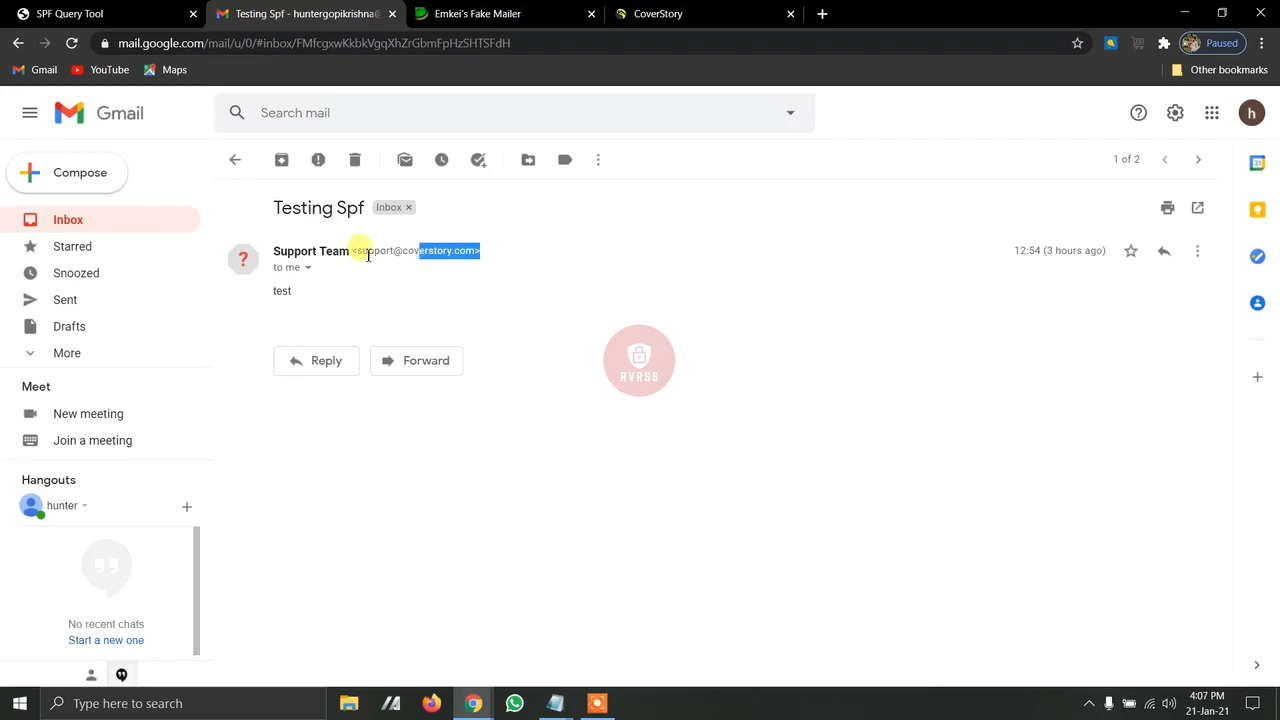 SPF Query Tool
Testing Spf - huntergopikrishna@
Emkei's Fake Mailer
CoverStory
mail.google.com/mail/u/0/#inbox/FMfcgxwKkbkVgqXhZrGbmFpHzSHTSFdH
Paused
Gmail
YouTube
Maps
Other bookmarks
Gmail
Search mail
h
Compose
1 of 2
31
Testing Spf
Inbox ×
Inbox
Support Team <support@coverstory.com>
12:54 (3 hours ago)
to me
Starred
test
Snoozed
Sent
Drafts
More
Reply
Forward
AVASS
Meet
New meeting
Join a meeting
Hangouts
hunter
No recent chats
Start a new one
Type here to search
4:07 PM
21-Jan-21